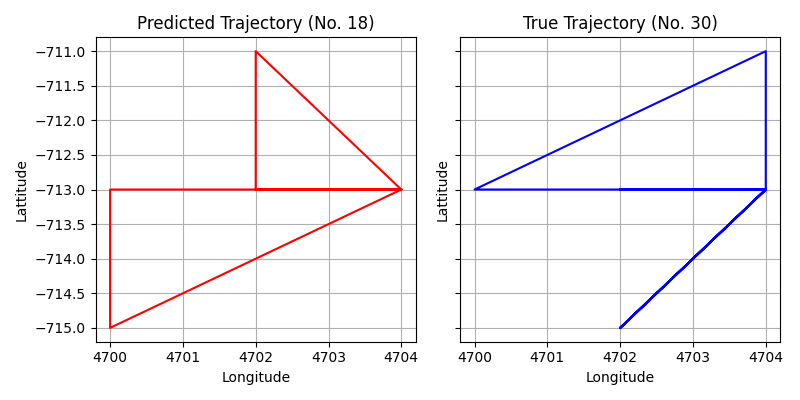 Predicted Trajectory (No. 18)
True Trajectory (No. 30)
Lattitude
−711.0
−711.5
−712.0
−712.5
−713.0
−713.5
−714.0
−714.5
−715.0
4700 4701 4702 4703 4704
Longitude
Lattitude
4700 4701 4702 4703 4704
Longitude